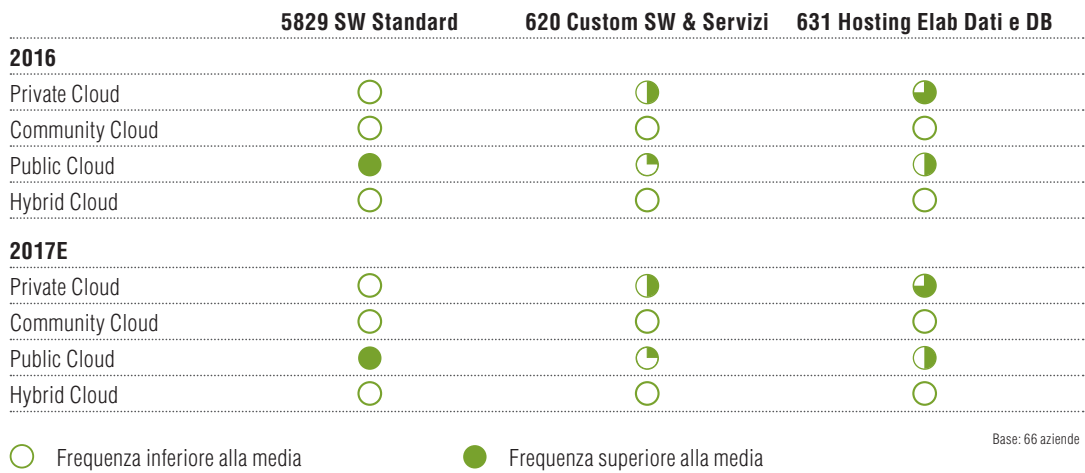 5829 SW Standard 620 Custom SW & Servizi 631 Hosting Elab Dati e DB
2016
Private Cloud
Community Cloud
Public Cloud
Hybrid Cloud
2017E
Private Cloud
Community Cloud
Public Cloud
Hybrid Cloud
Base: 66 aziende
Frequenza inferiore alla media Frequenza superiore alla media